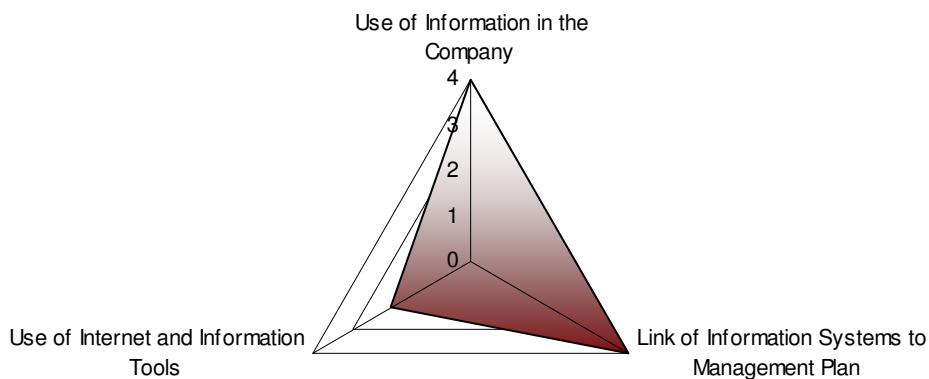 Use of Information in the
Company
4
3
2
1
0
Use of Internet and Information
Tools
Link of Information Systems to
Management Plan